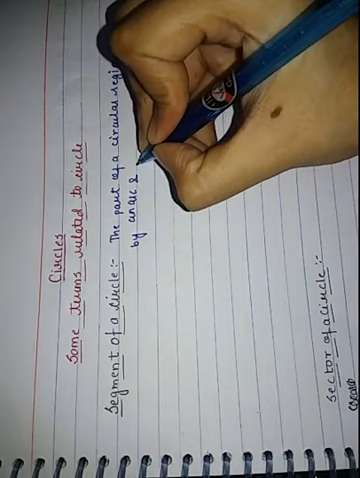 Circles
Some terms related to circle
Segment of a circle:- The part of a circular regi
by an arc &
Sector of a circle:-